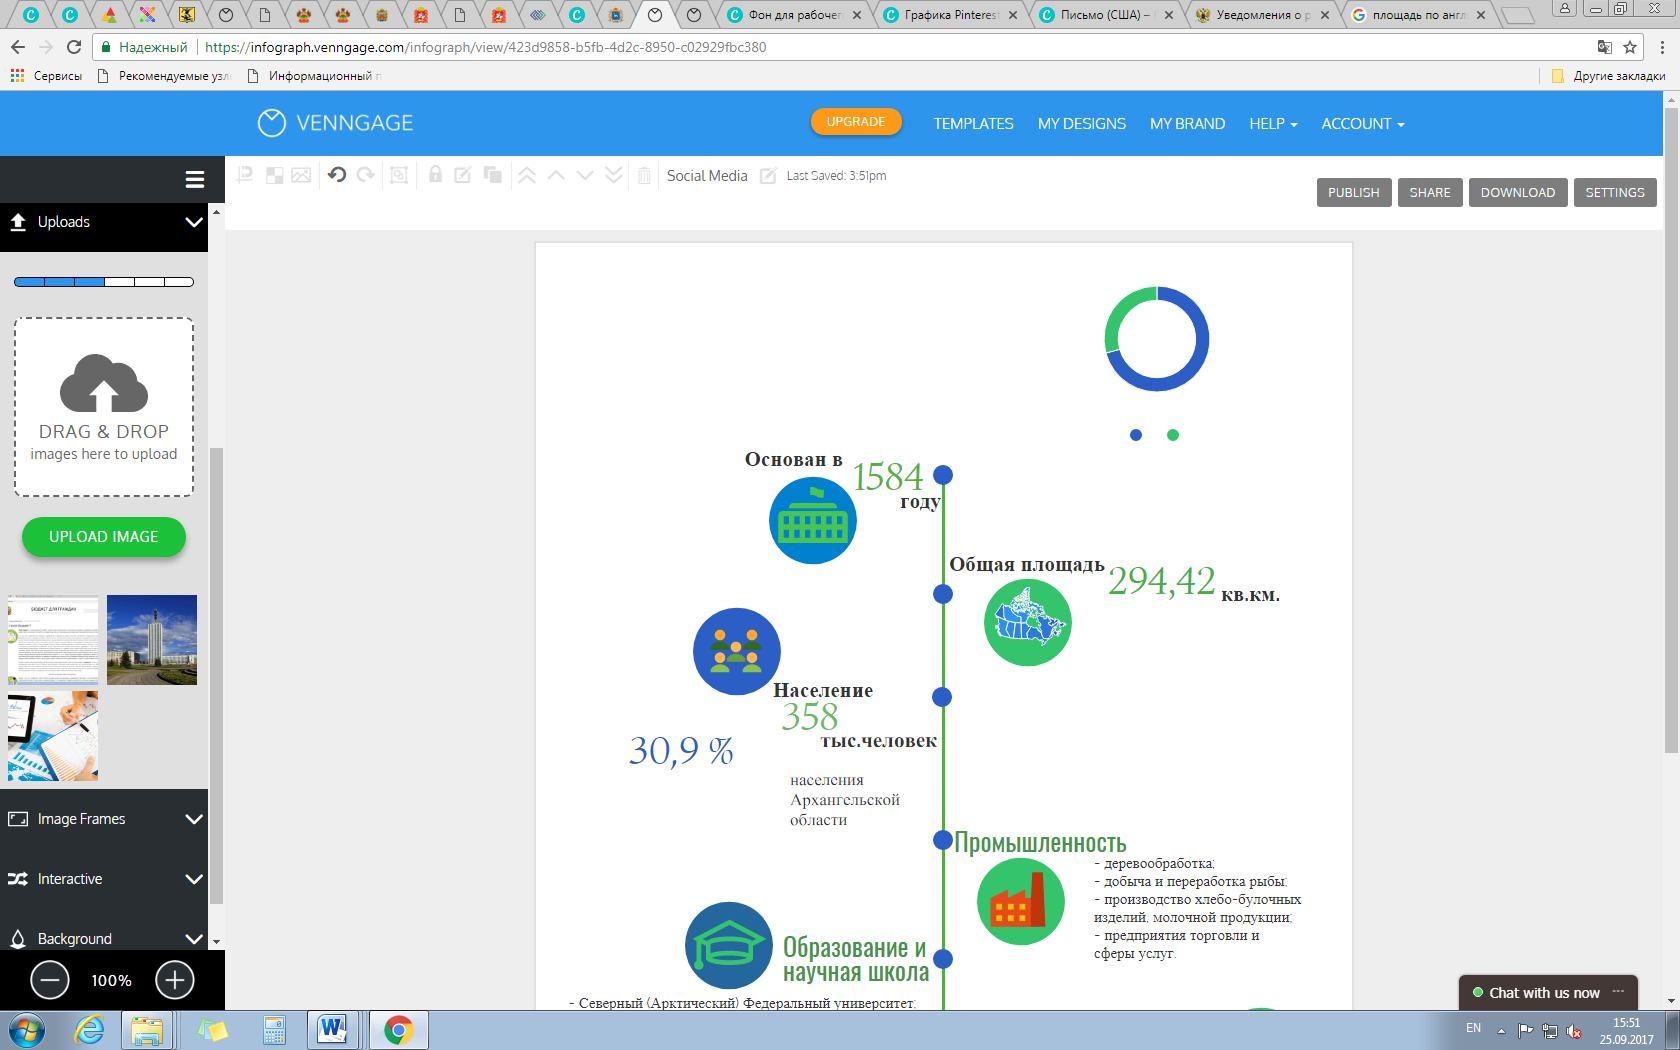 Фон для рабочег
Графика Pinterest
Письмо (США) –
Уведомления о р
площадь по англ
Надежный
https://infograph.venngage.com/infograph/view/423d9858-b5fb-4d2c-8950-c02929fbc380
Сервисы
Рекомендуемые узл
Информационный п
Другие закладки
VENNGAGE
UPGRADE
TEMPLATES
MY DESIGNS
MY BRAND
HELP
ACCOUNT
Social Media
Last Saved: 3:51pm
PUBLISH
SHARE
DOWNLOAD
SETTINGS
Uploads
DRAG & DROP
images here to upload
UPLOAD IMAGE
БЮДЖЕТ ДЛЯ ГРАЖДАН
Image Frames
Interactive
Background
100%
Основан в
1584
году
Общая площадь
294,42
кв.км.
Население
358
тыс.человек
30,9 %
населения
Архангельской
области
Промышленность
- деревообработка;
- добыча и переработка рыбы;
- производство хлебо-булочных
изделий, молочной продукции;
- предприятия торговли и
сферы услуг.
Образование и
научная школа
- Северный (Арктический) Федеральный университет;
Chat with us now
EN
15:51
25.09.2017